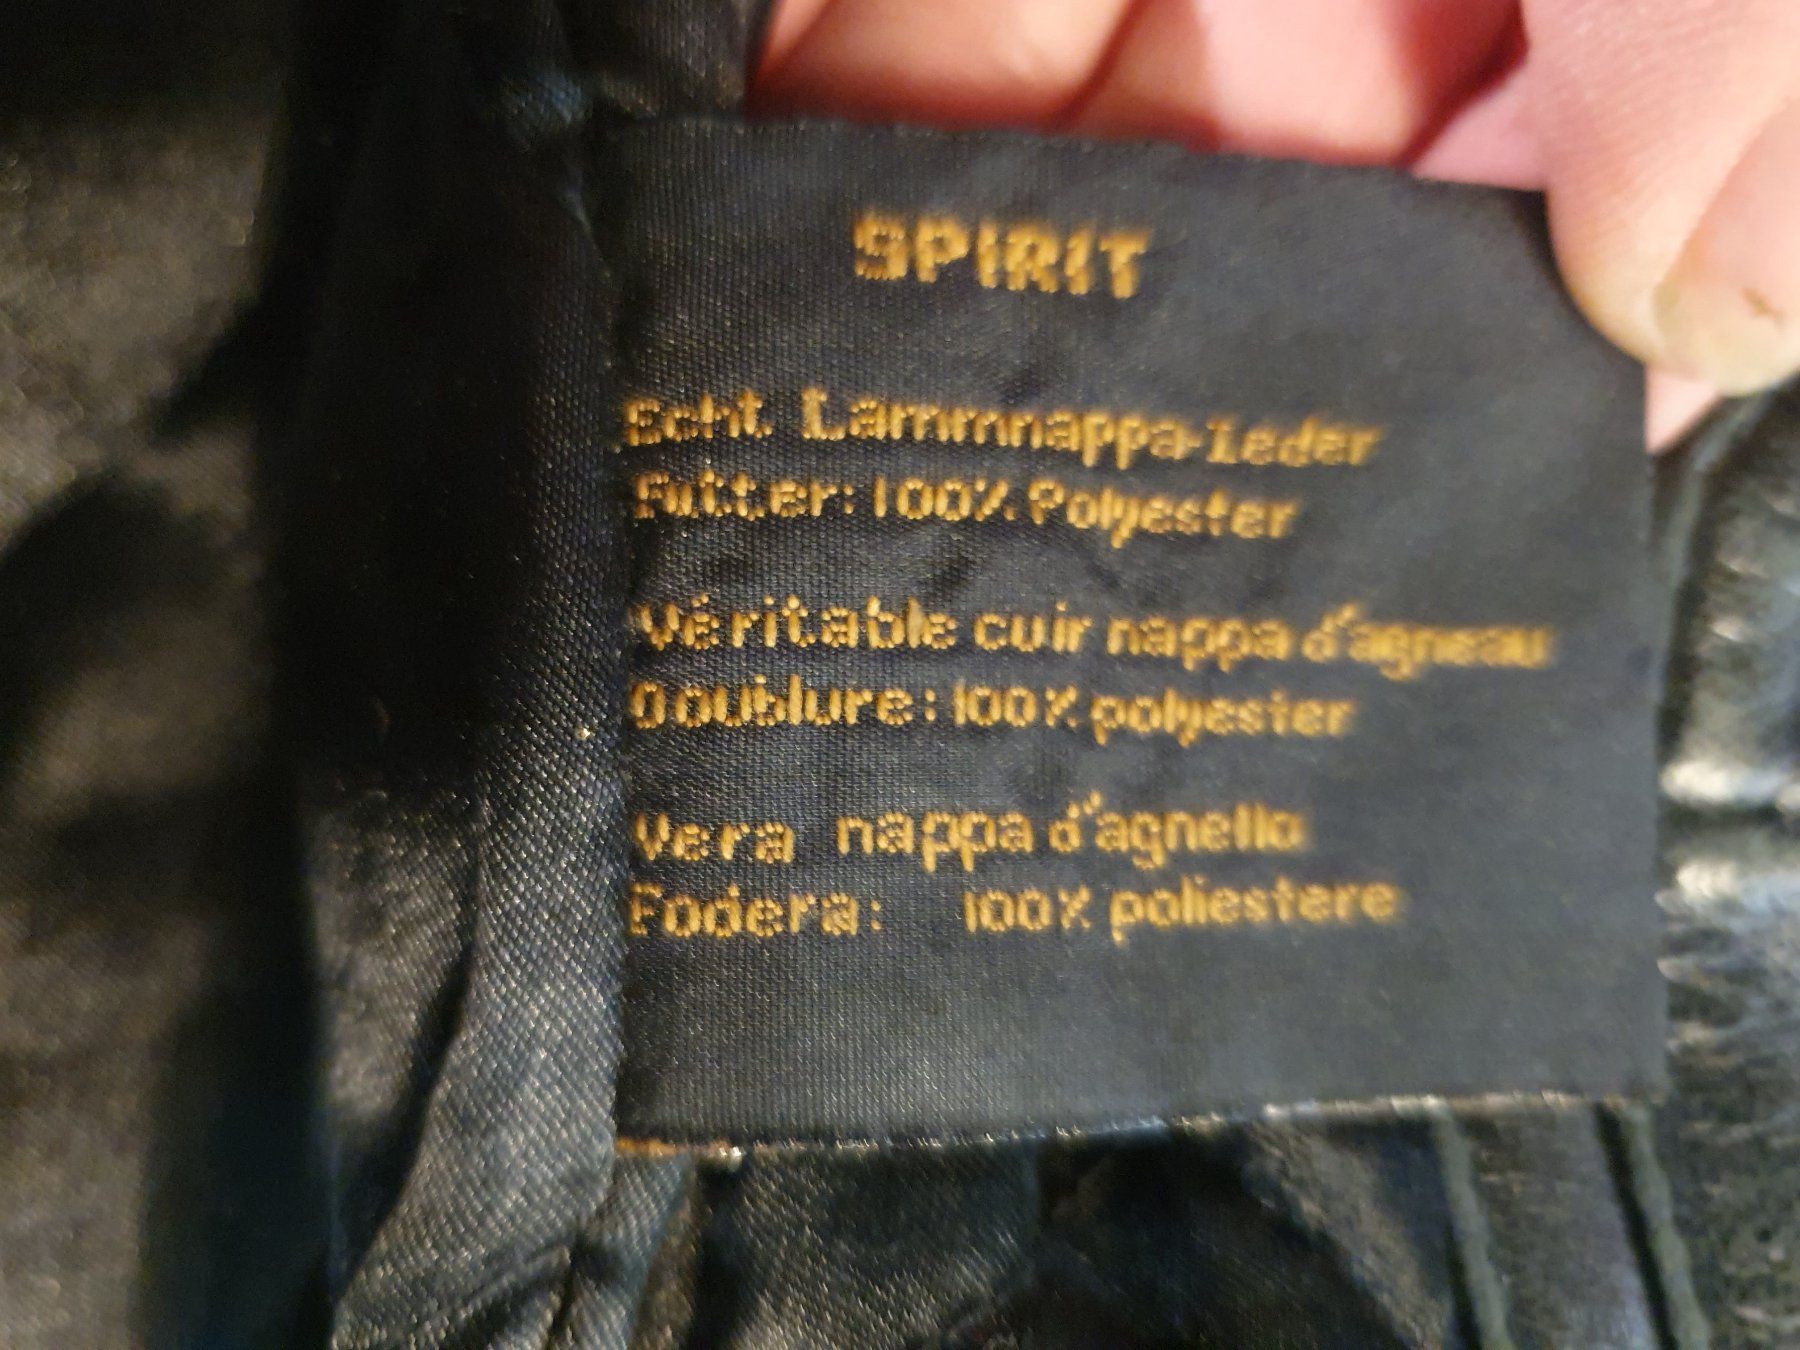 SPIRIT
Echt Lammnappa-Leder
Futter: 100% Polyester
Véritable cuir nappa d'agneau
Doublure: 100% polyester
Vera nappa d'agnello
Fodera: 100% poliestere